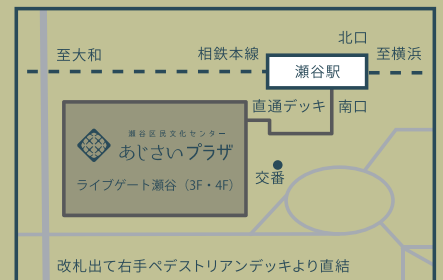 北口
至大和
相鉄本線
至横浜
瀬谷駅
直通デッキ
南口
瀬谷区民文化センター
あじさいプラザ
ライブゲート瀬谷（3F・4F）
交番
改札出て右手ペデストリアンデッキより直結